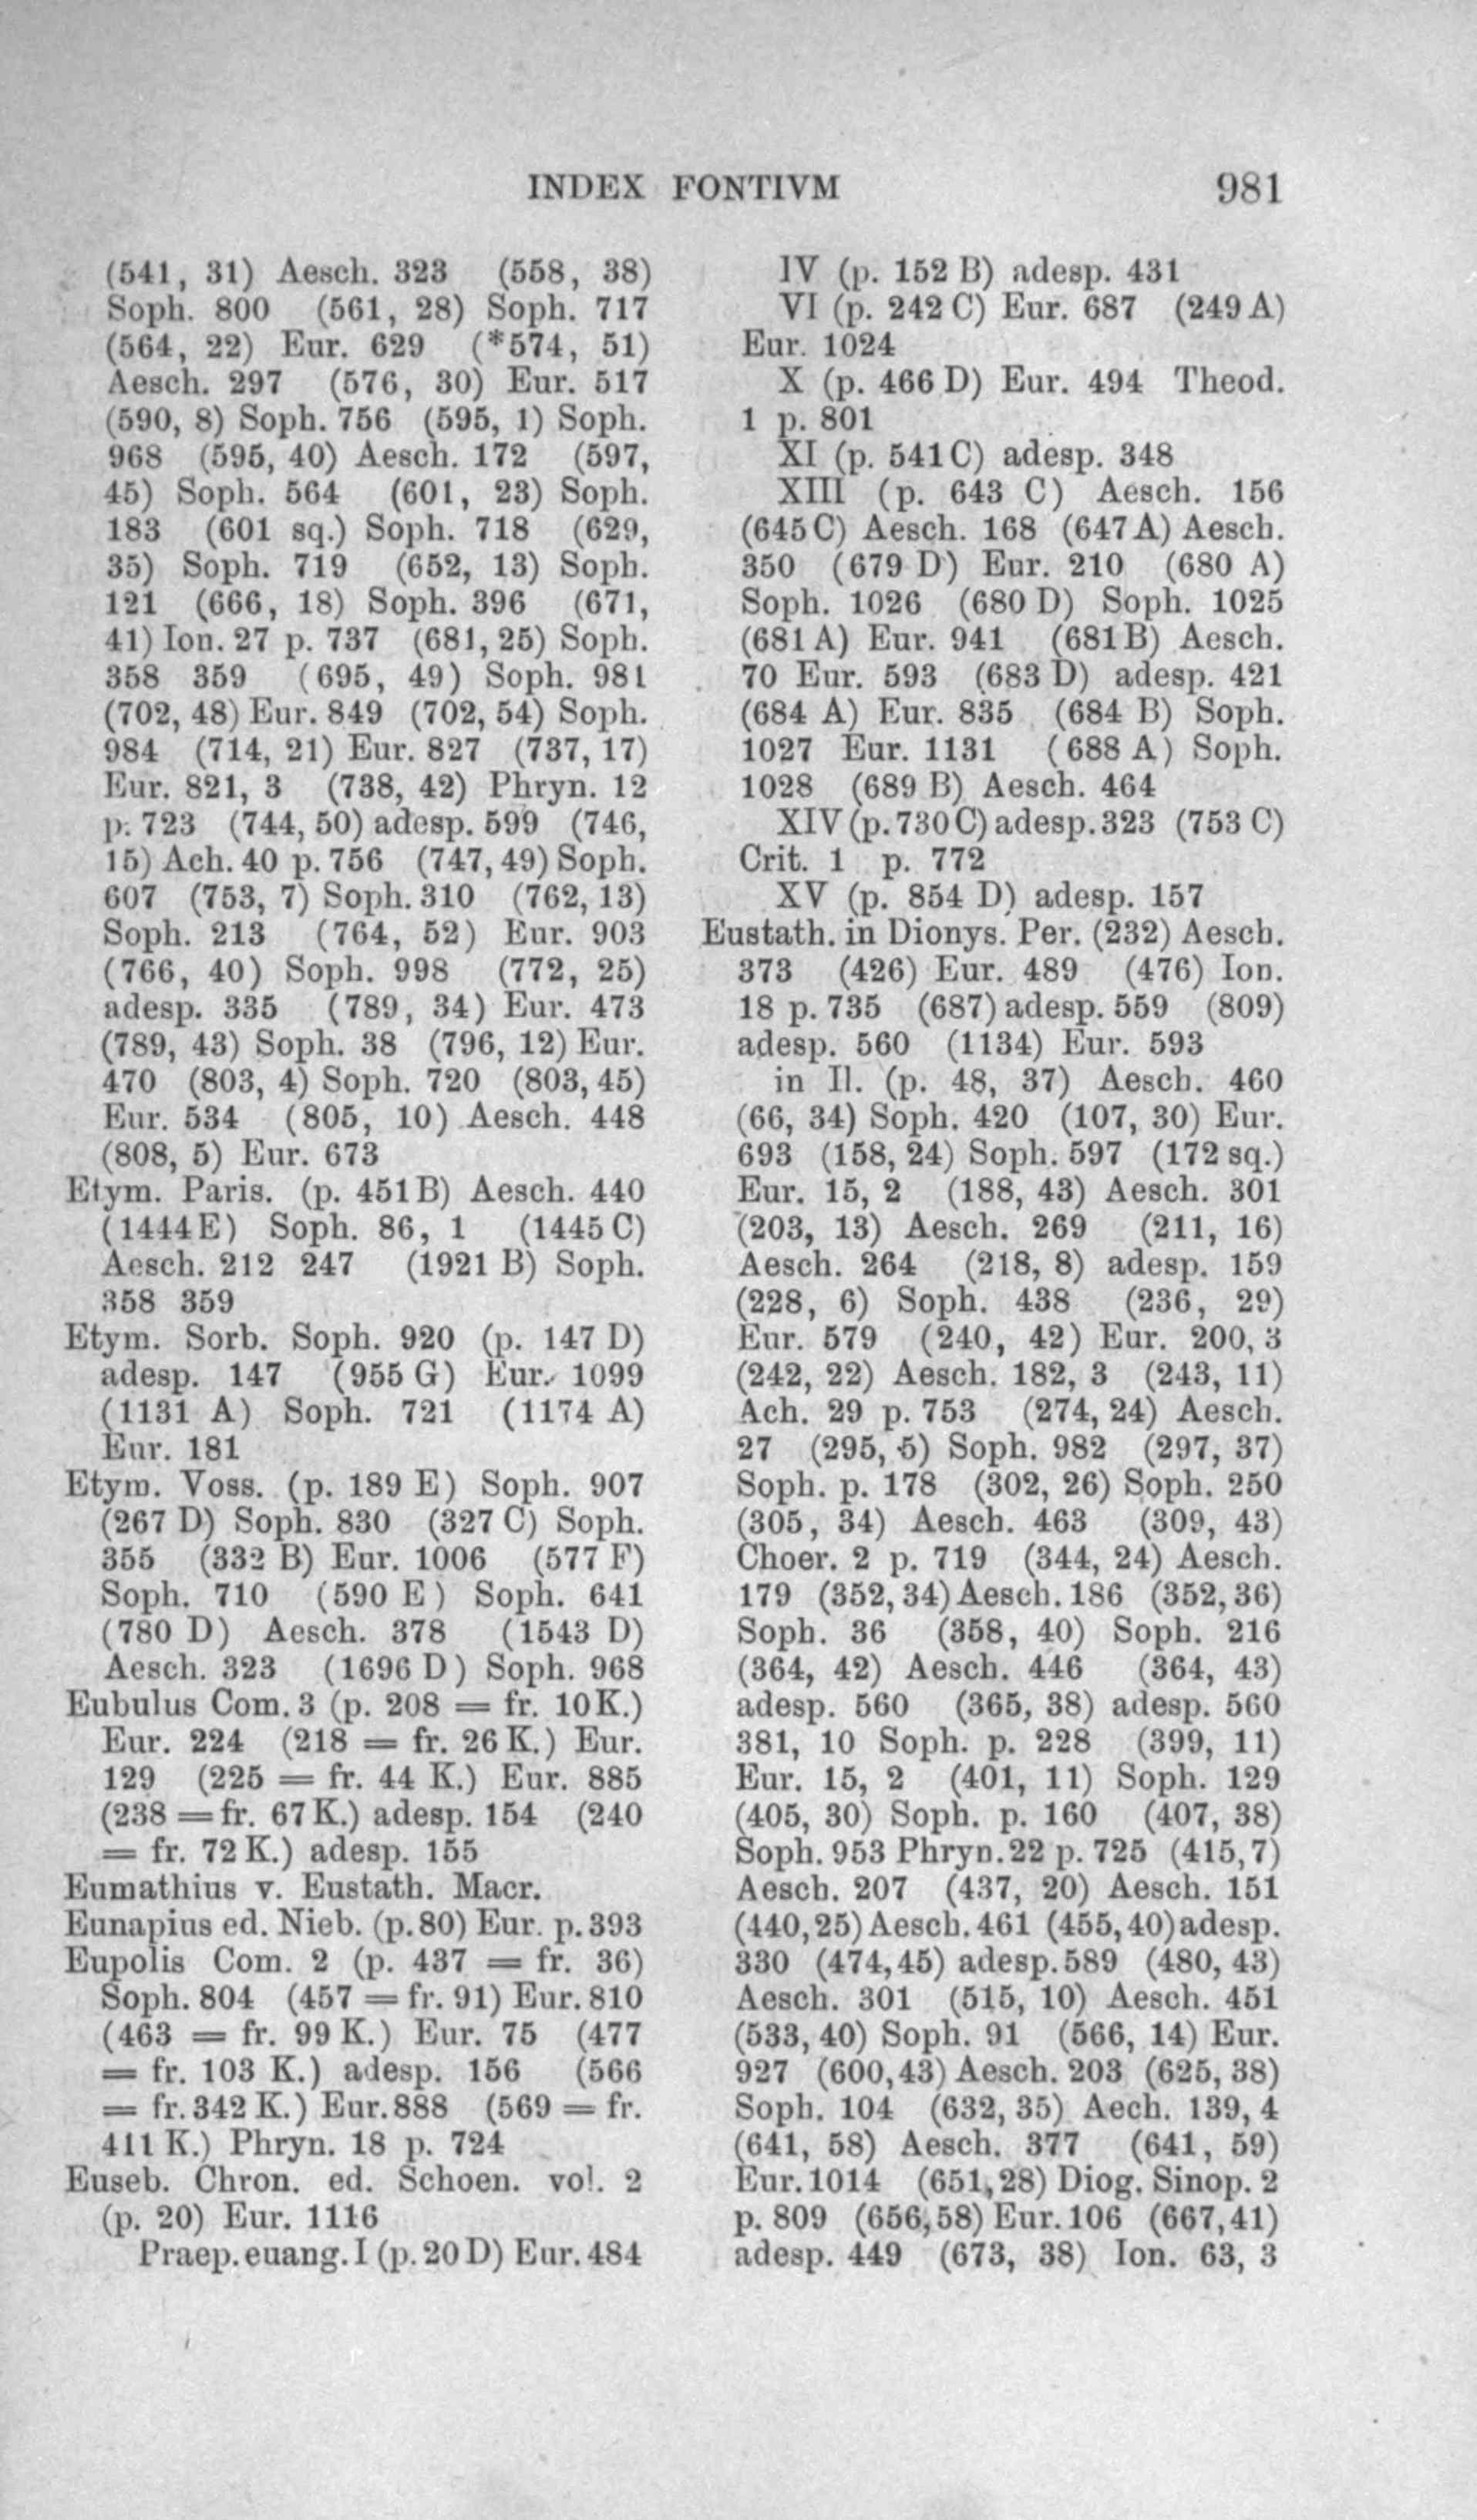 INDEX FONTIVM 981
(541, 31) Aesch. 323 (558, 38)
Soph. 800 (561, 28) Soph. 717
(564, 22) Eur. 629 (*574, 51)
Aesch. 297 (576, 30) Eur. 517
(590, 8) Soph. 756 (595, 1) Soph.
968 (595, 40) Aesch. 172 (597,
45) Soph. 564 (601, 23) Soph.
183 (601 sq.) Soph. 718 (629,
35) Soph. 719 (652, 13) Soph.
121 (666, 18) Soph. 396 (671,
41) Ion. 27 p. 737 (681, 25) Soph.
358 359 (695, 49) Soph. 981
(702, 48) Eur. 849 (702, 54) Soph.
984 (714, 21) Eur. 827 (737, 17)
Eur. 821, 3 (738, 42) Phryn. 12
p. 723 (744, 50) adesp. 599 (746,
15) Ach. 40 p. 756 (747, 49) Soph.
607 (753, 7) Soph. 310 (762, 13)
Soph. 213 (764, 52) Eur. 903
(766, 40) Soph. 998 (772, 25)
adesp. 335 (789, 34) Eur. 473
(789, 43) Soph. 38 (796, 12) Eur.
470 (803, 4) Soph. 720 (803, 45)
Eur. 534 (805, 10) Aesch. 448
(808, 5) Eur. 673
Etym. Paris. (p. 451 B) Aesch. 440
(1444 E) Soph. 86, 1 (1445 C)
Aesch. 212 247 (1921 B) Soph.
358 359
Etym. Sorb. Soph. 920 (p. 147 D)
adesp. 147 (955 G) Eur. 1099
(1131 A) Soph. 721 (1174 A)
Eur. 181
Etym. Voss. (p. 189 E) Soph. 907
(267 D) Soph. 830 (327 C) Soph.
355 (332 B) Eur. 1006 (577 F)
Soph. 710 (590 E) Soph. 641
(780 D) Aesch. 378 (1543 D)
Aesch. 323 (1696 D) Soph. 968
Eubulus Com. 3 (p. 208 = fr. 10 K.)
Eur. 224 (218 = fr. 26 K.) Eur.
129 (225 = fr. 44 K.) Eur. 885
(238 = fr. 67 K.) adesp. 154 (240
= fr. 72 K.) adesp. 155
Eumathius v. Eustath. Macr.
Eunapius ed. Nieb. (p. 80) Eur. p. 393
Eupolis Com. 2 (p. 437 = fr. 36)
Soph. 804 (457 = fr. 91) Eur. 810
(463 = fr. 99 K.) Eur. 75 (477
= fr. 103 K.) adesp. 156 (566
= fr. 342 K.) Eur. 888 (569 = fr.
411 K.) Phryn. 18 p. 724
Euseb. Chron. ed. Schoen. vol. 2
(p. 20) Eur. 1116
Praep. euang. I (p. 20 D) Eur. 484
IV (p. 152 B) adesp. 431
VI (p. 242 C) Eur. 687 (249 A)
Eur. 1024
X (p. 466 D) Eur. 494 Theod.
1 p. 801
XI (p. 541 C) adesp. 348
XIII (p. 643 C) Aesch. 156
(645 C) Aesch. 168 (647 A) Aesch.
350 (679 D) Eur. 210 (680 A)
Soph. 1026 (680 D) Soph. 1025
(681 A) Eur. 941 (681 B) Aesch.
70 Eur. 593 (683 D) adesp. 421
(684 A) Eur. 835 (684 B) Soph.
1027 Eur. 1131 (688 A) Soph.
1028 (689 B) Aesch. 464
XIV (p. 730 C) adesp. 323 (753 C)
Crit. 1 p. 772
XV (p. 854 D) adesp. 157
Eustath. in Dionys. Per. (232) Aesch.
373 (426) Eur. 489 (476) Ion.
18 p. 735 (687) adesp. 559 (809)
adesp. 560 (1134) Eur. 593
in Il. (p. 48, 37) Aesch. 460
(66, 34) Soph. 420 (107, 30) Eur.
693 (158, 24) Soph. 597 (172 sq.)
Eur. 15, 2 (188, 43) Aesch. 301
(203, 13) Aesch. 269 (211, 16)
Aesch. 264 (218, 8) adesp. 159
(228, 6) Soph. 438 (236, 29)
Eur. 579 (240, 42) Eur. 200, 3
(242, 22) Aesch. 182, 3 (243, 11)
Ach. 29 p. 753 (274, 24) Aesch.
27 (295, 5) Soph. 982 (297, 37)
Soph. p. 178 (302, 26) Soph. 250
(305, 34) Aesch. 463 (309, 43)
Choer. 2 p. 719 (344, 24) Aesch.
179 (352, 34) Aesch. 186 (352, 36)
Soph. 36 (358, 40) Soph. 216
(364, 42) Aesch. 446 (364, 43)
adesp. 560 (365, 38) adesp. 560
381, 10 Soph. p. 228 (399, 11)
Eur. 15, 2 (401, 11) Soph. 129
(405, 30) Soph. p. 160 (407, 38)
Soph. 953 Phryn. 22 p. 725 (415, 7)
Aesch. 207 (437, 20) Aesch. 151
(440, 25) Aesch. 461 (455, 40) adesp.
330 (474, 45) adesp. 589 (480, 43)
Aesch. 301 (515, 10) Aesch. 451
(533, 40) Soph. 91 (566, 14) Eur.
927 (600, 43) Aesch. 203 (625, 38)
Soph. 104 (632, 35) Aech. 139, 4
(641, 58) Aesch. 377 (641, 59)
Eur. 1014 (651, 28) Diog. Sinop. 2
p. 809 (656, 58) Eur. 106 (667, 41)
adesp. 449 (673, 38) Ion. 63, 3